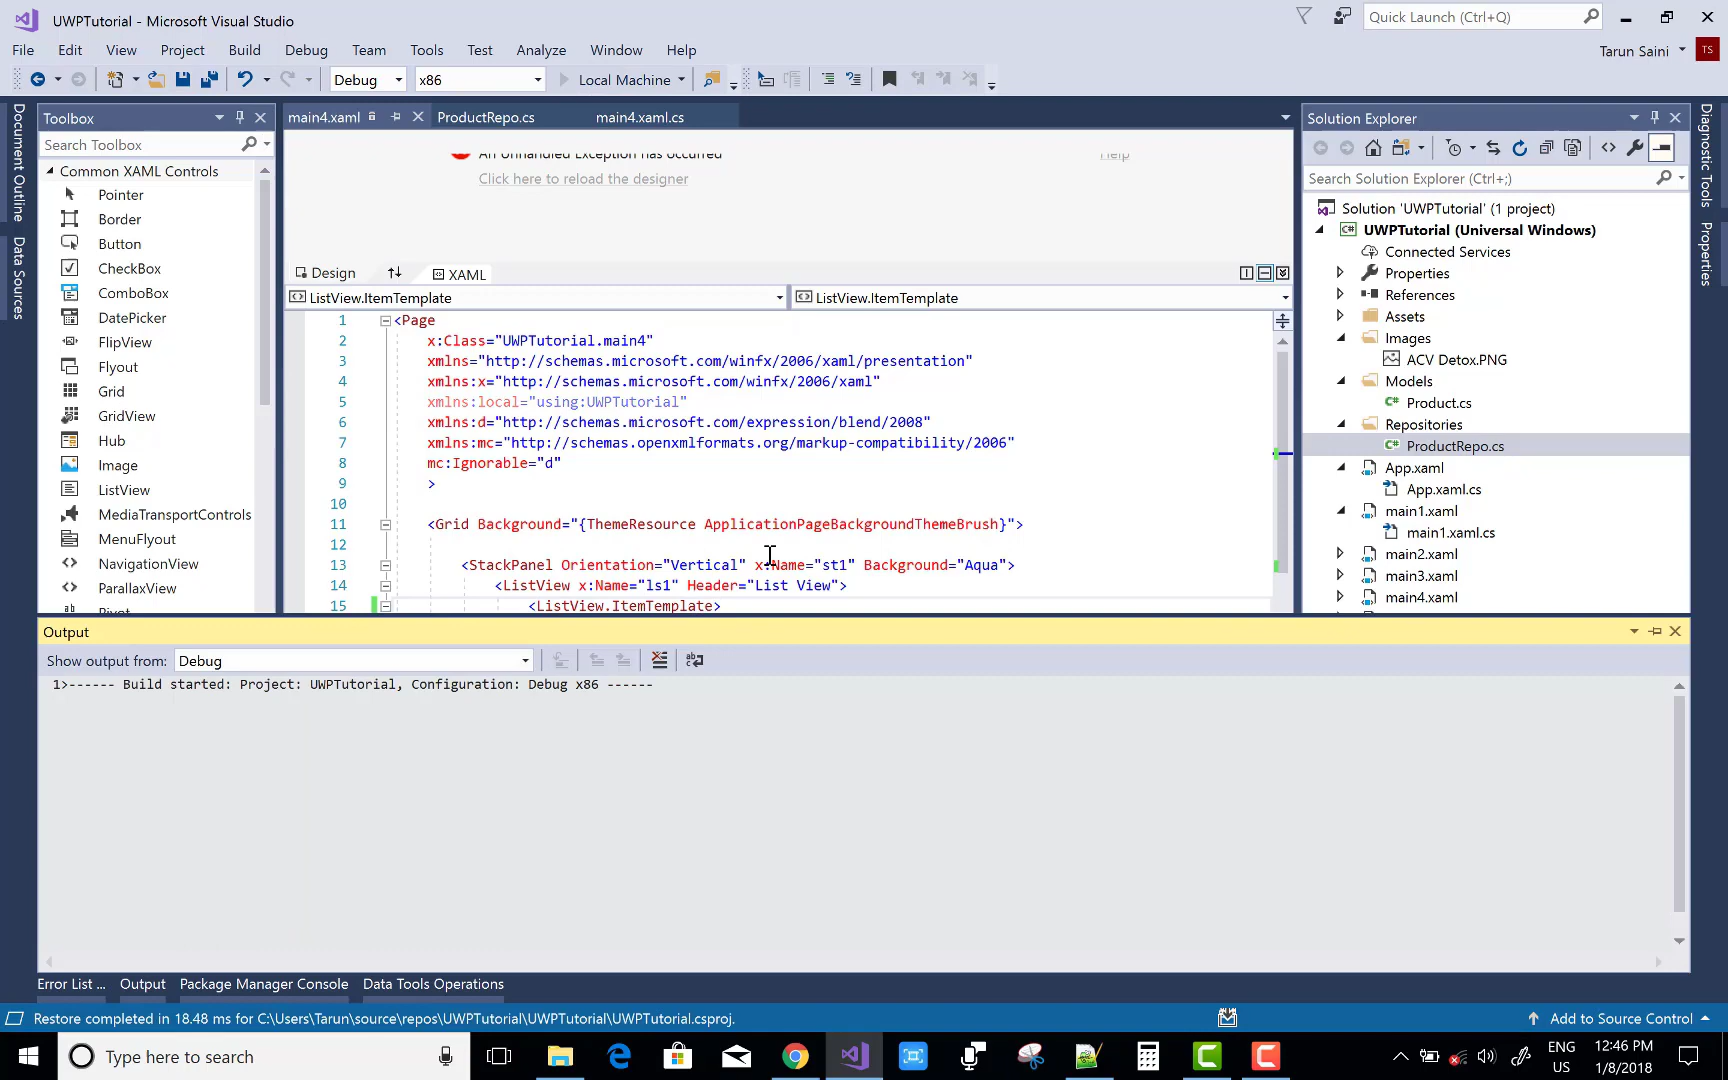 UWPTutorial - Microsoft Visual Studio
Quick Launch (Ctrl+Q)
File Edit View Project Build Debug Team Tools Test Analyze Window Help
Tarun Saini TS
Debug x86 Local Machine
Document Outline
Data Sources
Toolbox
Search Toolbox
Common XAML Controls
Pointer
Border
Button
CheckBox
ComboBox
DatePicker
FlipView
Flyout
Grid
GridView
Hub
Image
ListView
MediaTransportControls
MenuFlyout
NavigationView
ParallaxView
Pivot
main4.xaml ProductRepo.cs main4.xaml.cs
An Unhandled Exception has occurred Help
Click here to reload the designer
Design XAML
ListView.ItemTemplate ListView.ItemTemplate
1 <Page
2 x:Class="UWPTutorial.main4"
3 xmlns="http://schemas.microsoft.com/winfx/2006/xaml/presentation"
4 xmlns:x="http://schemas.microsoft.com/winfx/2006/xaml"
5 xmlns:local="using:UWPTutorial"
6 xmlns:d="http://schemas.microsoft.com/expression/blend/2008"
7 xmlns:mc="http://schemas.openxmlformats.org/markup-compatibility/2006"
8 mc:Ignorable="d"
9 >
10
11 <Grid Background="{ThemeResource ApplicationPageBackgroundThemeBrush}">
12
13 <StackPanel Orientation="Vertical" x:Name="st1" Background="Aqua">
14 <ListView x:Name="ls1" Header="List View">
15 <ListView.ItemTemplate>
Solution Explorer
Search Solution Explorer (Ctrl+;)
Solution 'UWPTutorial' (1 project)
UWPTutorial (Universal Windows)
Connected Services
Properties
References
Assets
Images
ACV Detox.PNG
Models
Product.cs
Repositories
ProductRepo.cs
App.xaml
App.xaml.cs
main1.xaml
main1.xaml.cs
main2.xaml
main3.xaml
main4.xaml
Diagnostic Tools
Properties
Output
Show output from: Debug
1>------ Build started: Project: UWPTutorial, Configuration: Debug x86 ------
Error List ... Output Package Manager Console Data Tools Operations
Restore completed in 18.48 ms for C:\Users\Tarun\source\repos\UWPTutorial\UWPTutorial\UWPTutorial.csproj.
Add to Source Control
Type here to search
ENG
US
12:46 PM
1/8/2018